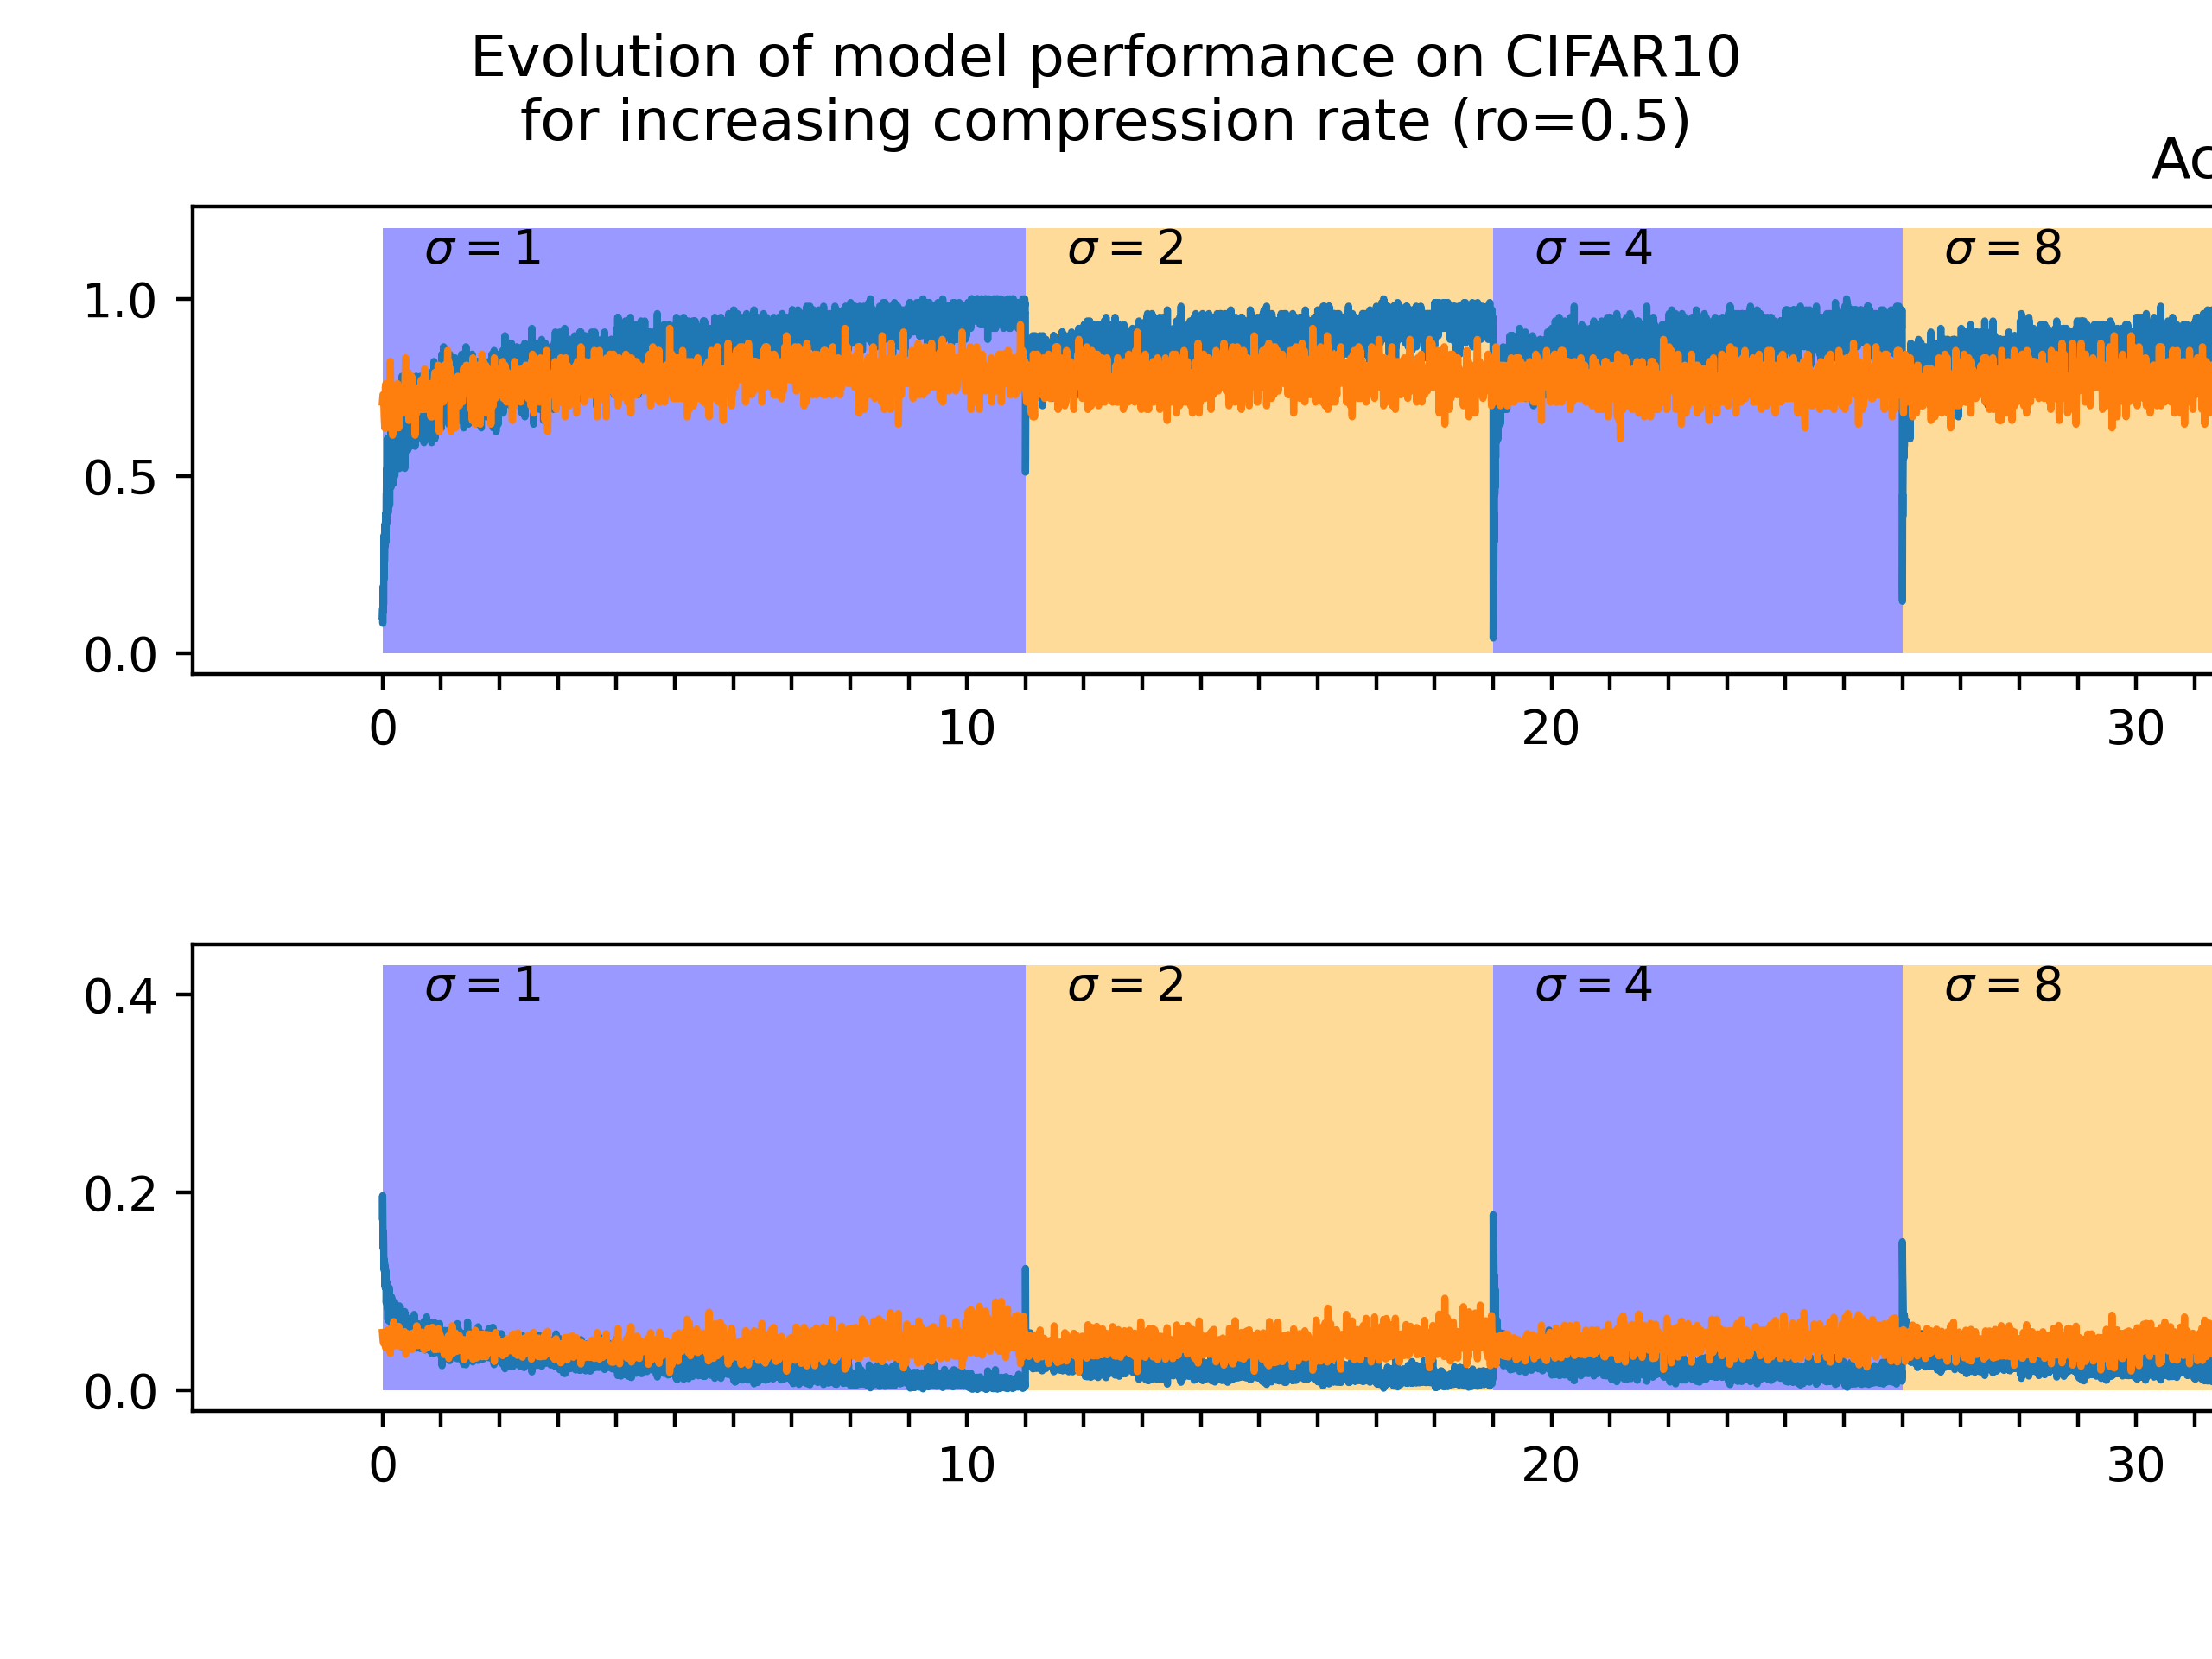 Evolution of model performance on CIFAR10
for increasing compression rate (ro=0.5)
σ = 1
σ = 2
σ = 4
σ = 8
1.0
0.5
0.0
0
10
20
30
σ = 1
σ = 2
σ = 4
σ = 8
0.4
0.2
0.0
0
10
20
30